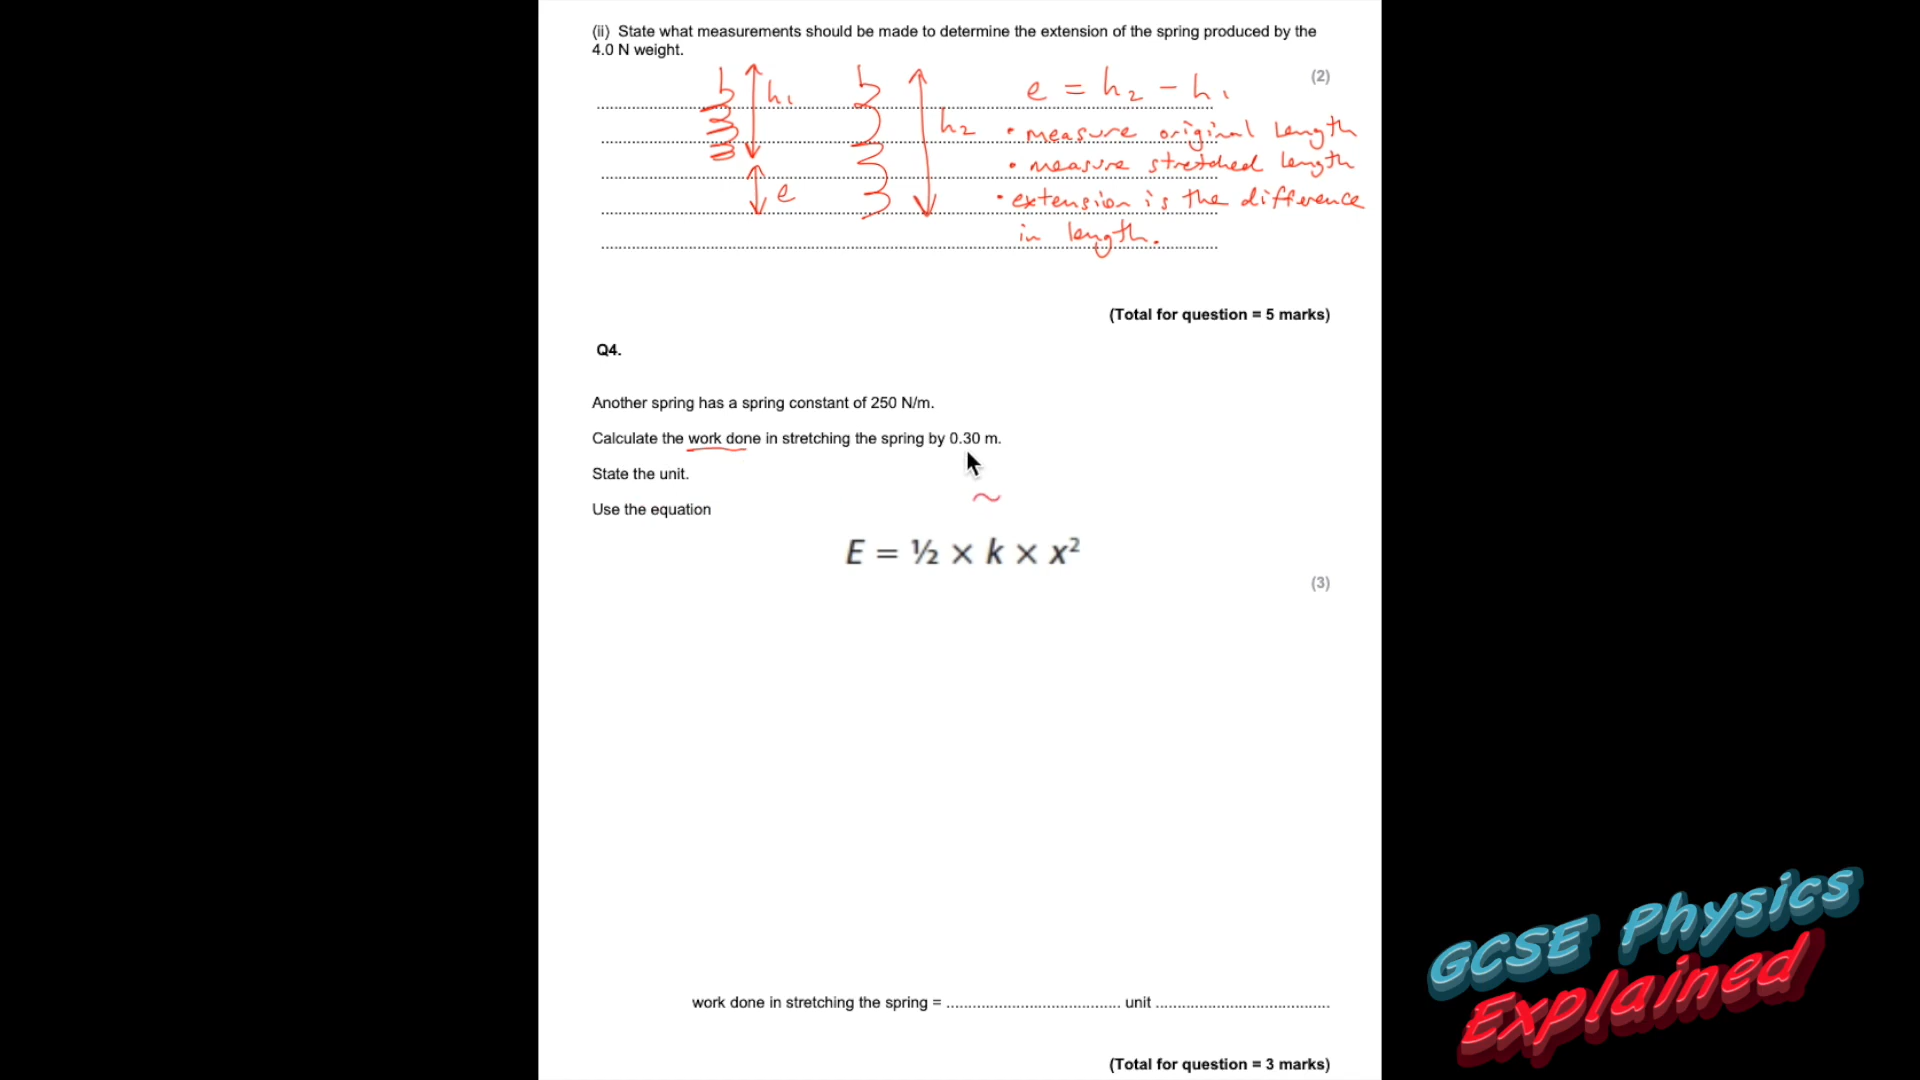 (ii) State what measurements should be made to determine the extension of the spring produced by the
4.0 N weight.
(2)
h₁
h₂
e
e = h₂ - h₁
• measure original length
• measure stretched length
• extension is the difference
in length.
(Total for question = 5 marks)
Q4.
Another spring has a spring constant of 250 N/m.
Calculate the work done in stretching the spring by 0.30 m.
State the unit.
Use the equation
E = ½ × k × x²
(3)
work done in stretching the spring = ........................................ unit ........................................
(Total for question = 3 marks)
GCSE Physics
Explained